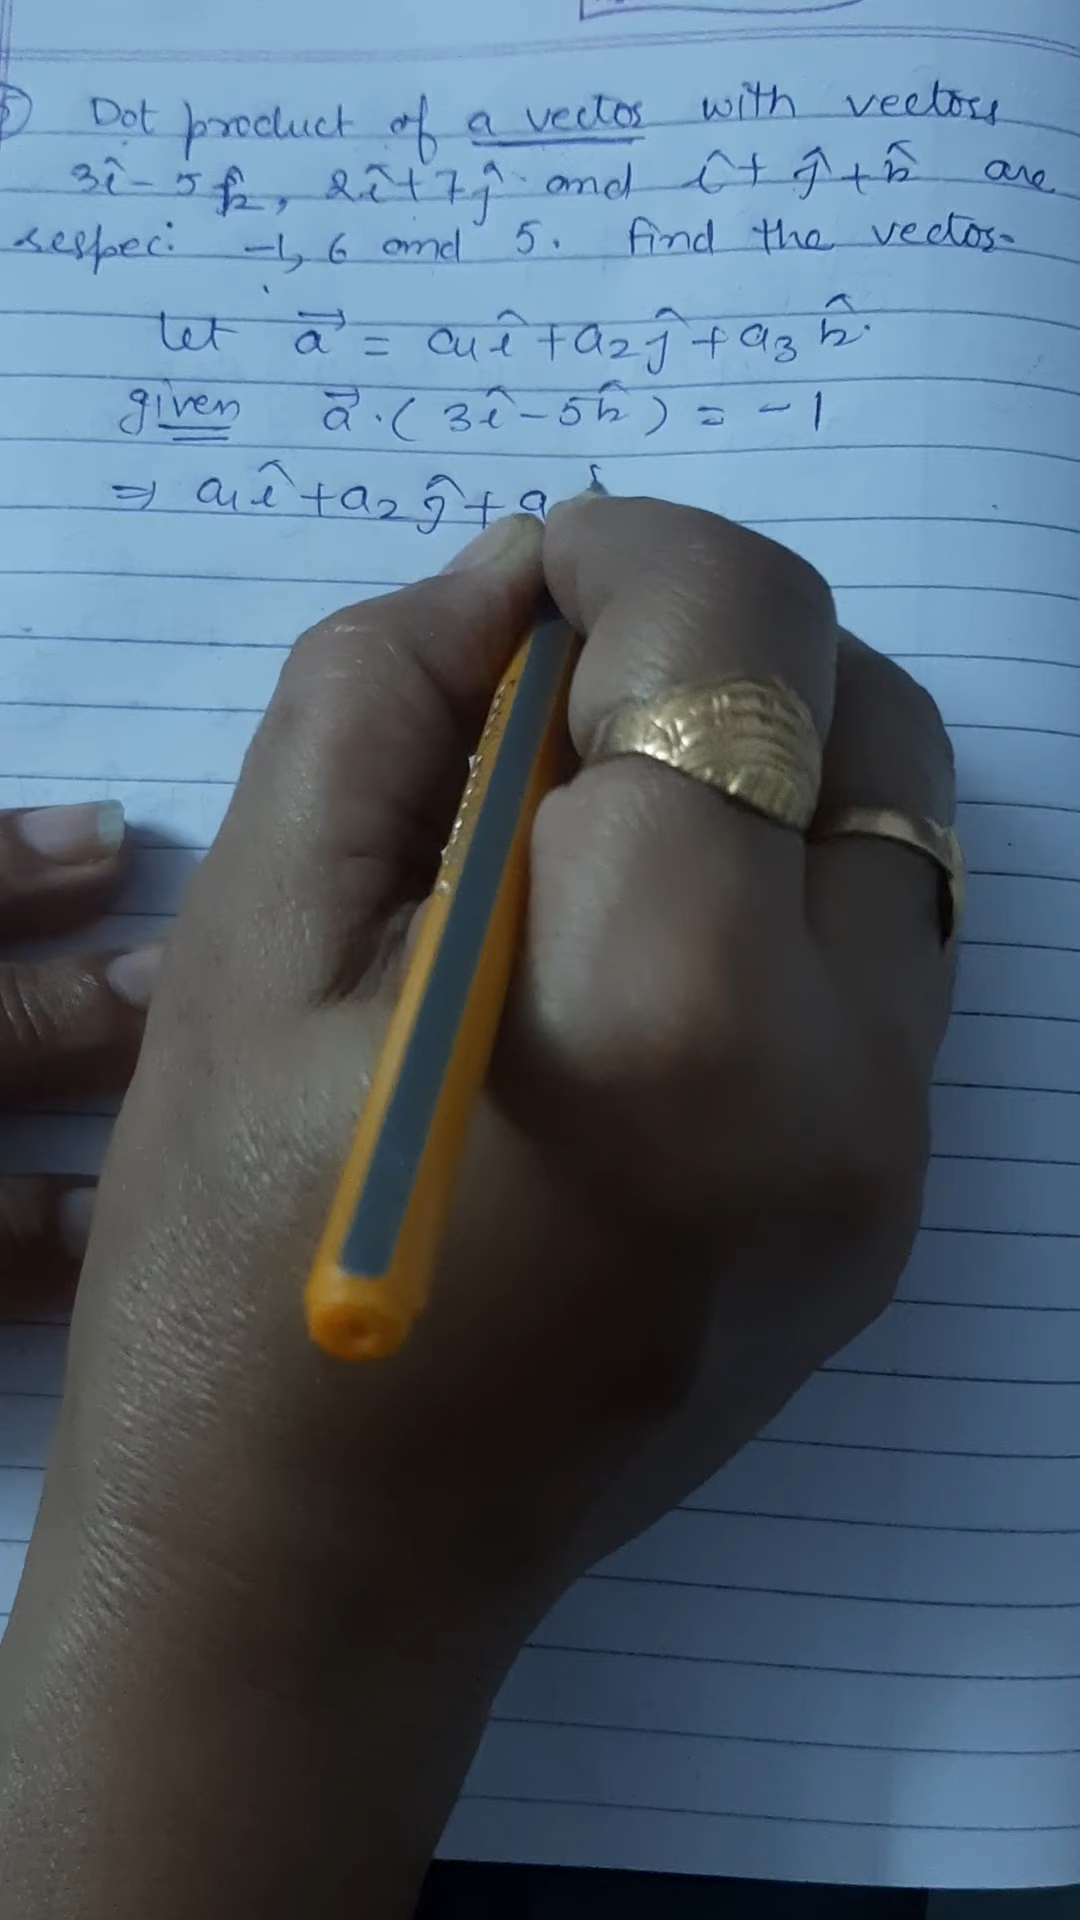 Dot product of a vector with vectors
3î - 5k̂, 2î + 7ĵ and î + ĵ + k̂ are
respec: -1, 6 and 5. find the vector.
Let a⃗ = a₁î + a₂ĵ + a₃k̂.
given a⃗ · (3î - 5k̂) = -1
⇒ a₁î + a₂ĵ + a